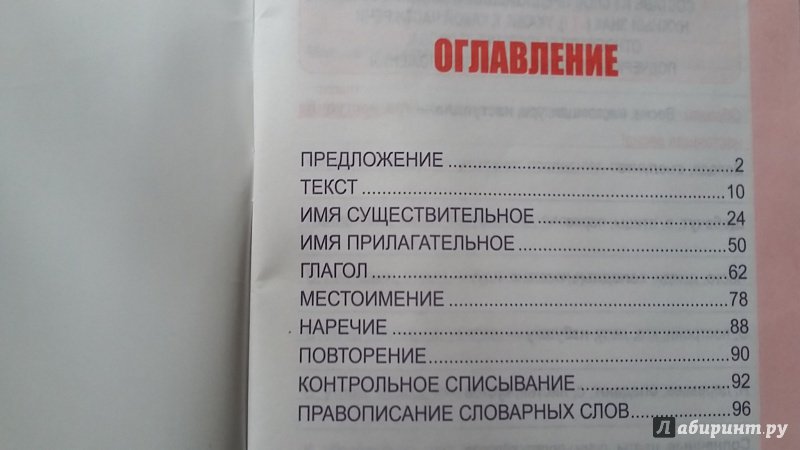 ОГЛАВЛЕНИЕ
ПРЕДЛОЖЕНИЕ..........................................2
ТЕКСТ......................................................10
ИМЯ СУЩЕСТВИТЕЛЬНОЕ............................24
ИМЯ ПРИЛАГАТЕЛЬНОЕ...............................50
ГЛАГОЛ....................................................62
МЕСТОИМЕНИЕ.........................................78
НАРЕЧИЕ..................................................88
ПОВТОРЕНИЕ............................................90
КОНТРОЛЬНОЕ СПИСЫВАНИЕ......................92
ПРАВОПИСАНИЕ СЛОВАРНЫХ СЛОВ...............96
Лабиринт.ру